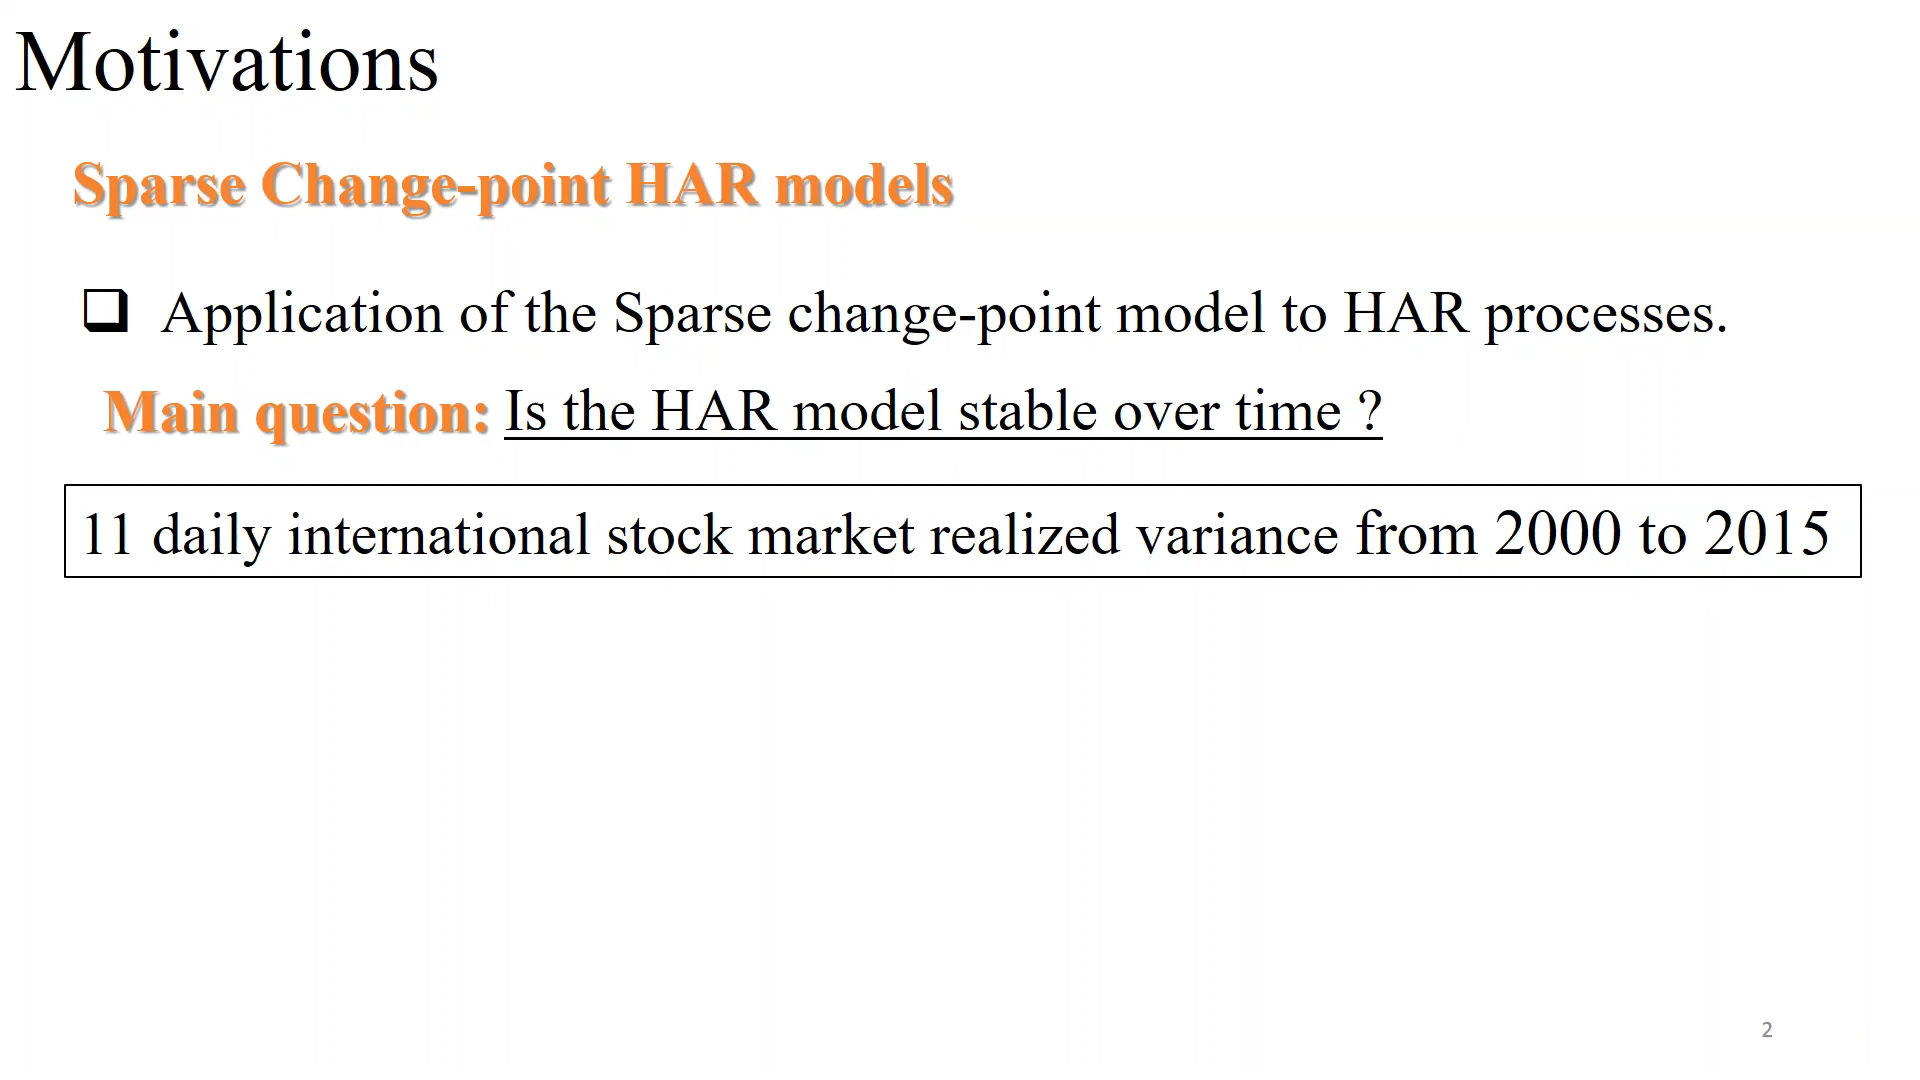 Motivations
Sparse Change-point HAR models
❑ Application of the Sparse change-point model to HAR processes.
Main question: Is the HAR model stable over time ?
11 daily international stock market realized variance from 2000 to 2015
2